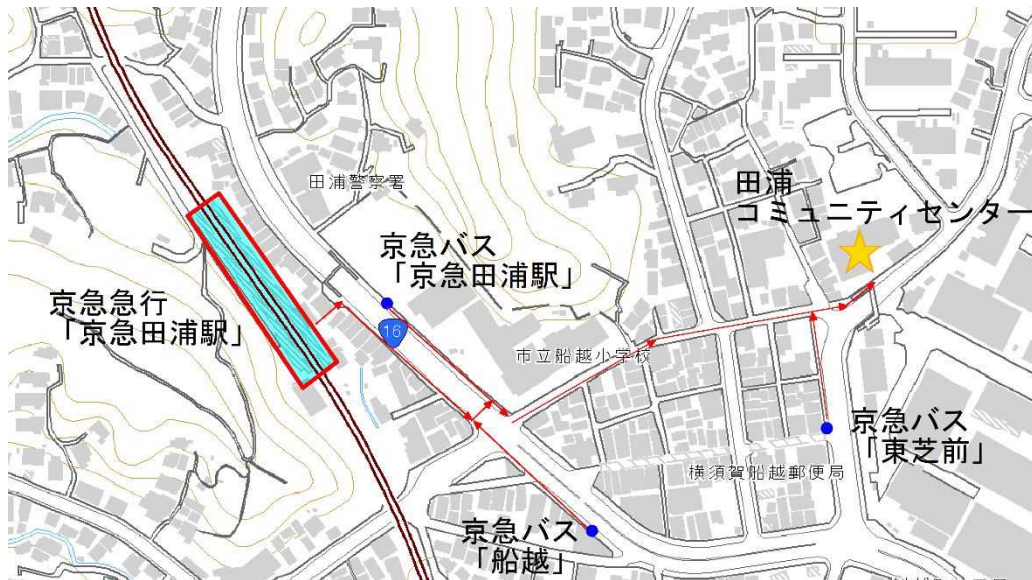 田浦警察署
京急バス
「京急田浦駅」
田浦
コミュニティセンター
京急急行
「京急田浦駅」
16
市立船越小学校
京急バス
「東芝前」
横須賀船越郵便局
京急バス
「船越」